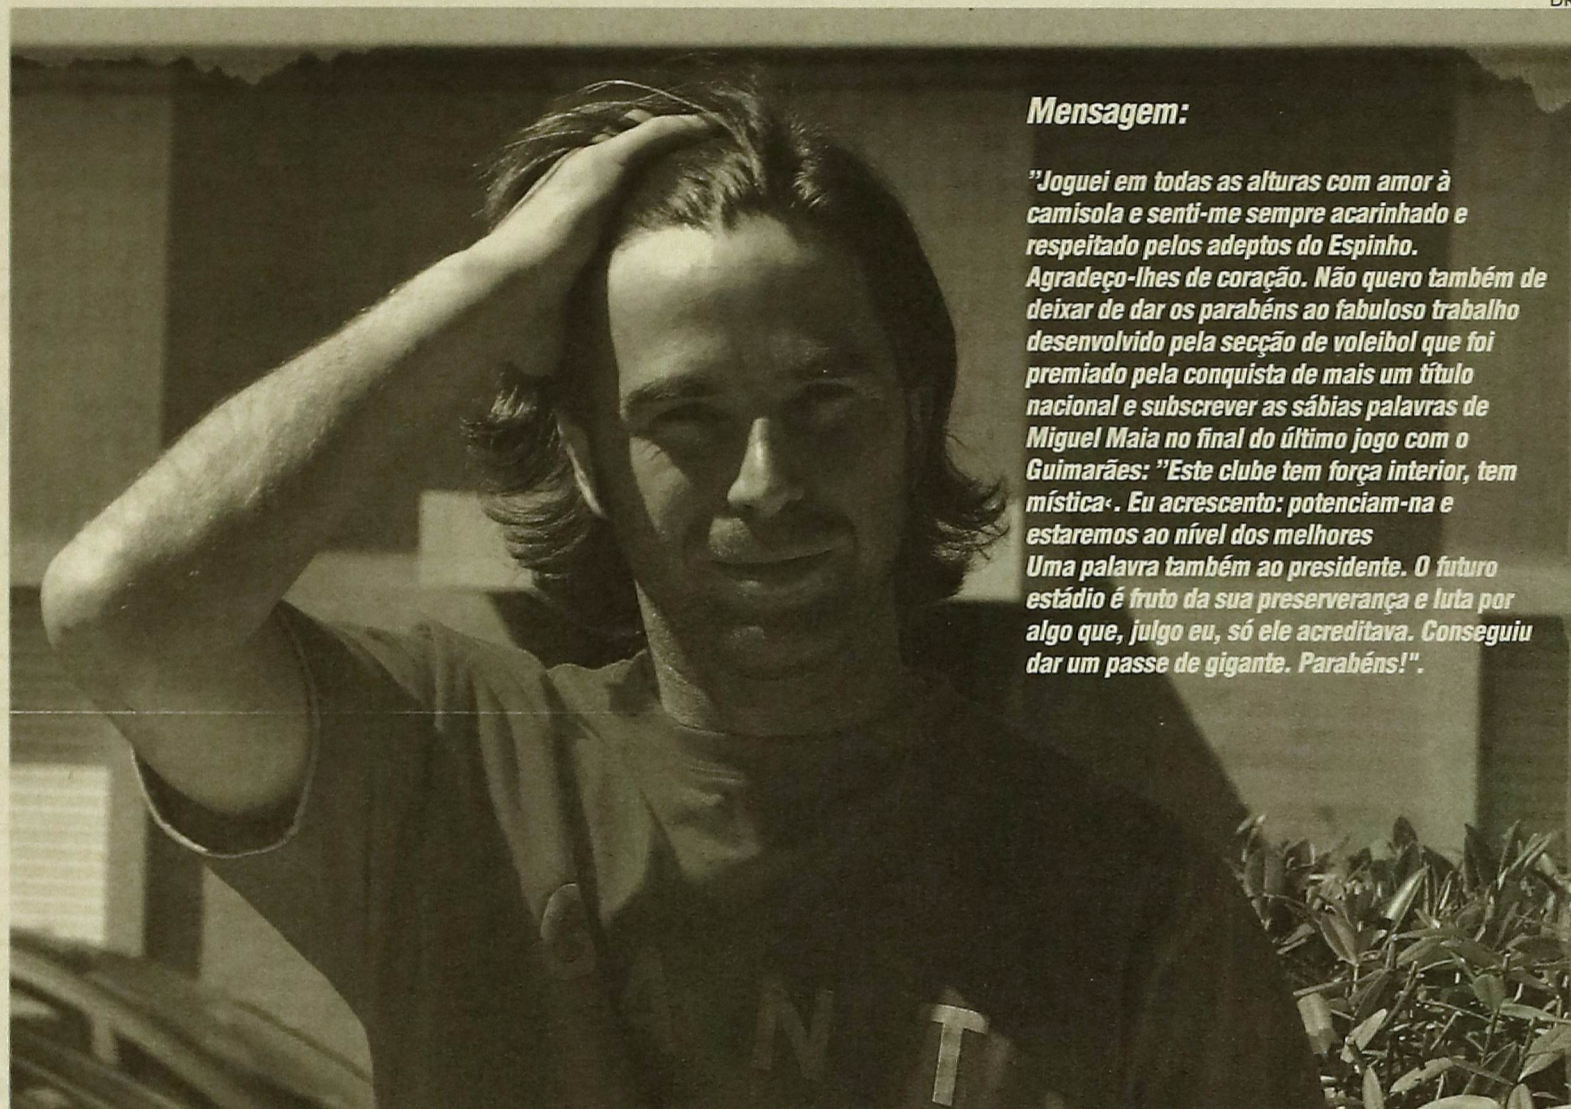 DR
Mensagem:
"Joguei em todas as alturas com amor à
camisola e senti-me sempre acarinhado e
respeitado pelos adeptos do Espinho.
Agradeço-lhes de coração. Não quero também de
deixar de dar os parabéns ao fabuloso trabalho
desenvolvido pela secção de voleibol que foi
premiado pela conquista de mais um título
nacional e subscrever as sábias palavras de
Miguel Maia no final do último jogo com o
Guimarães: "Este clube tem força interior, tem
mística‹. Eu acrescento: potenciam-na e
estaremos ao nível dos melhores
Uma palavra também ao presidente. O futuro
estádio é fruto da sua preserverança e luta por
algo que, julgo eu, só ele acreditava. Conseguiu
dar um passe de gigante. Parabéns!".
N T